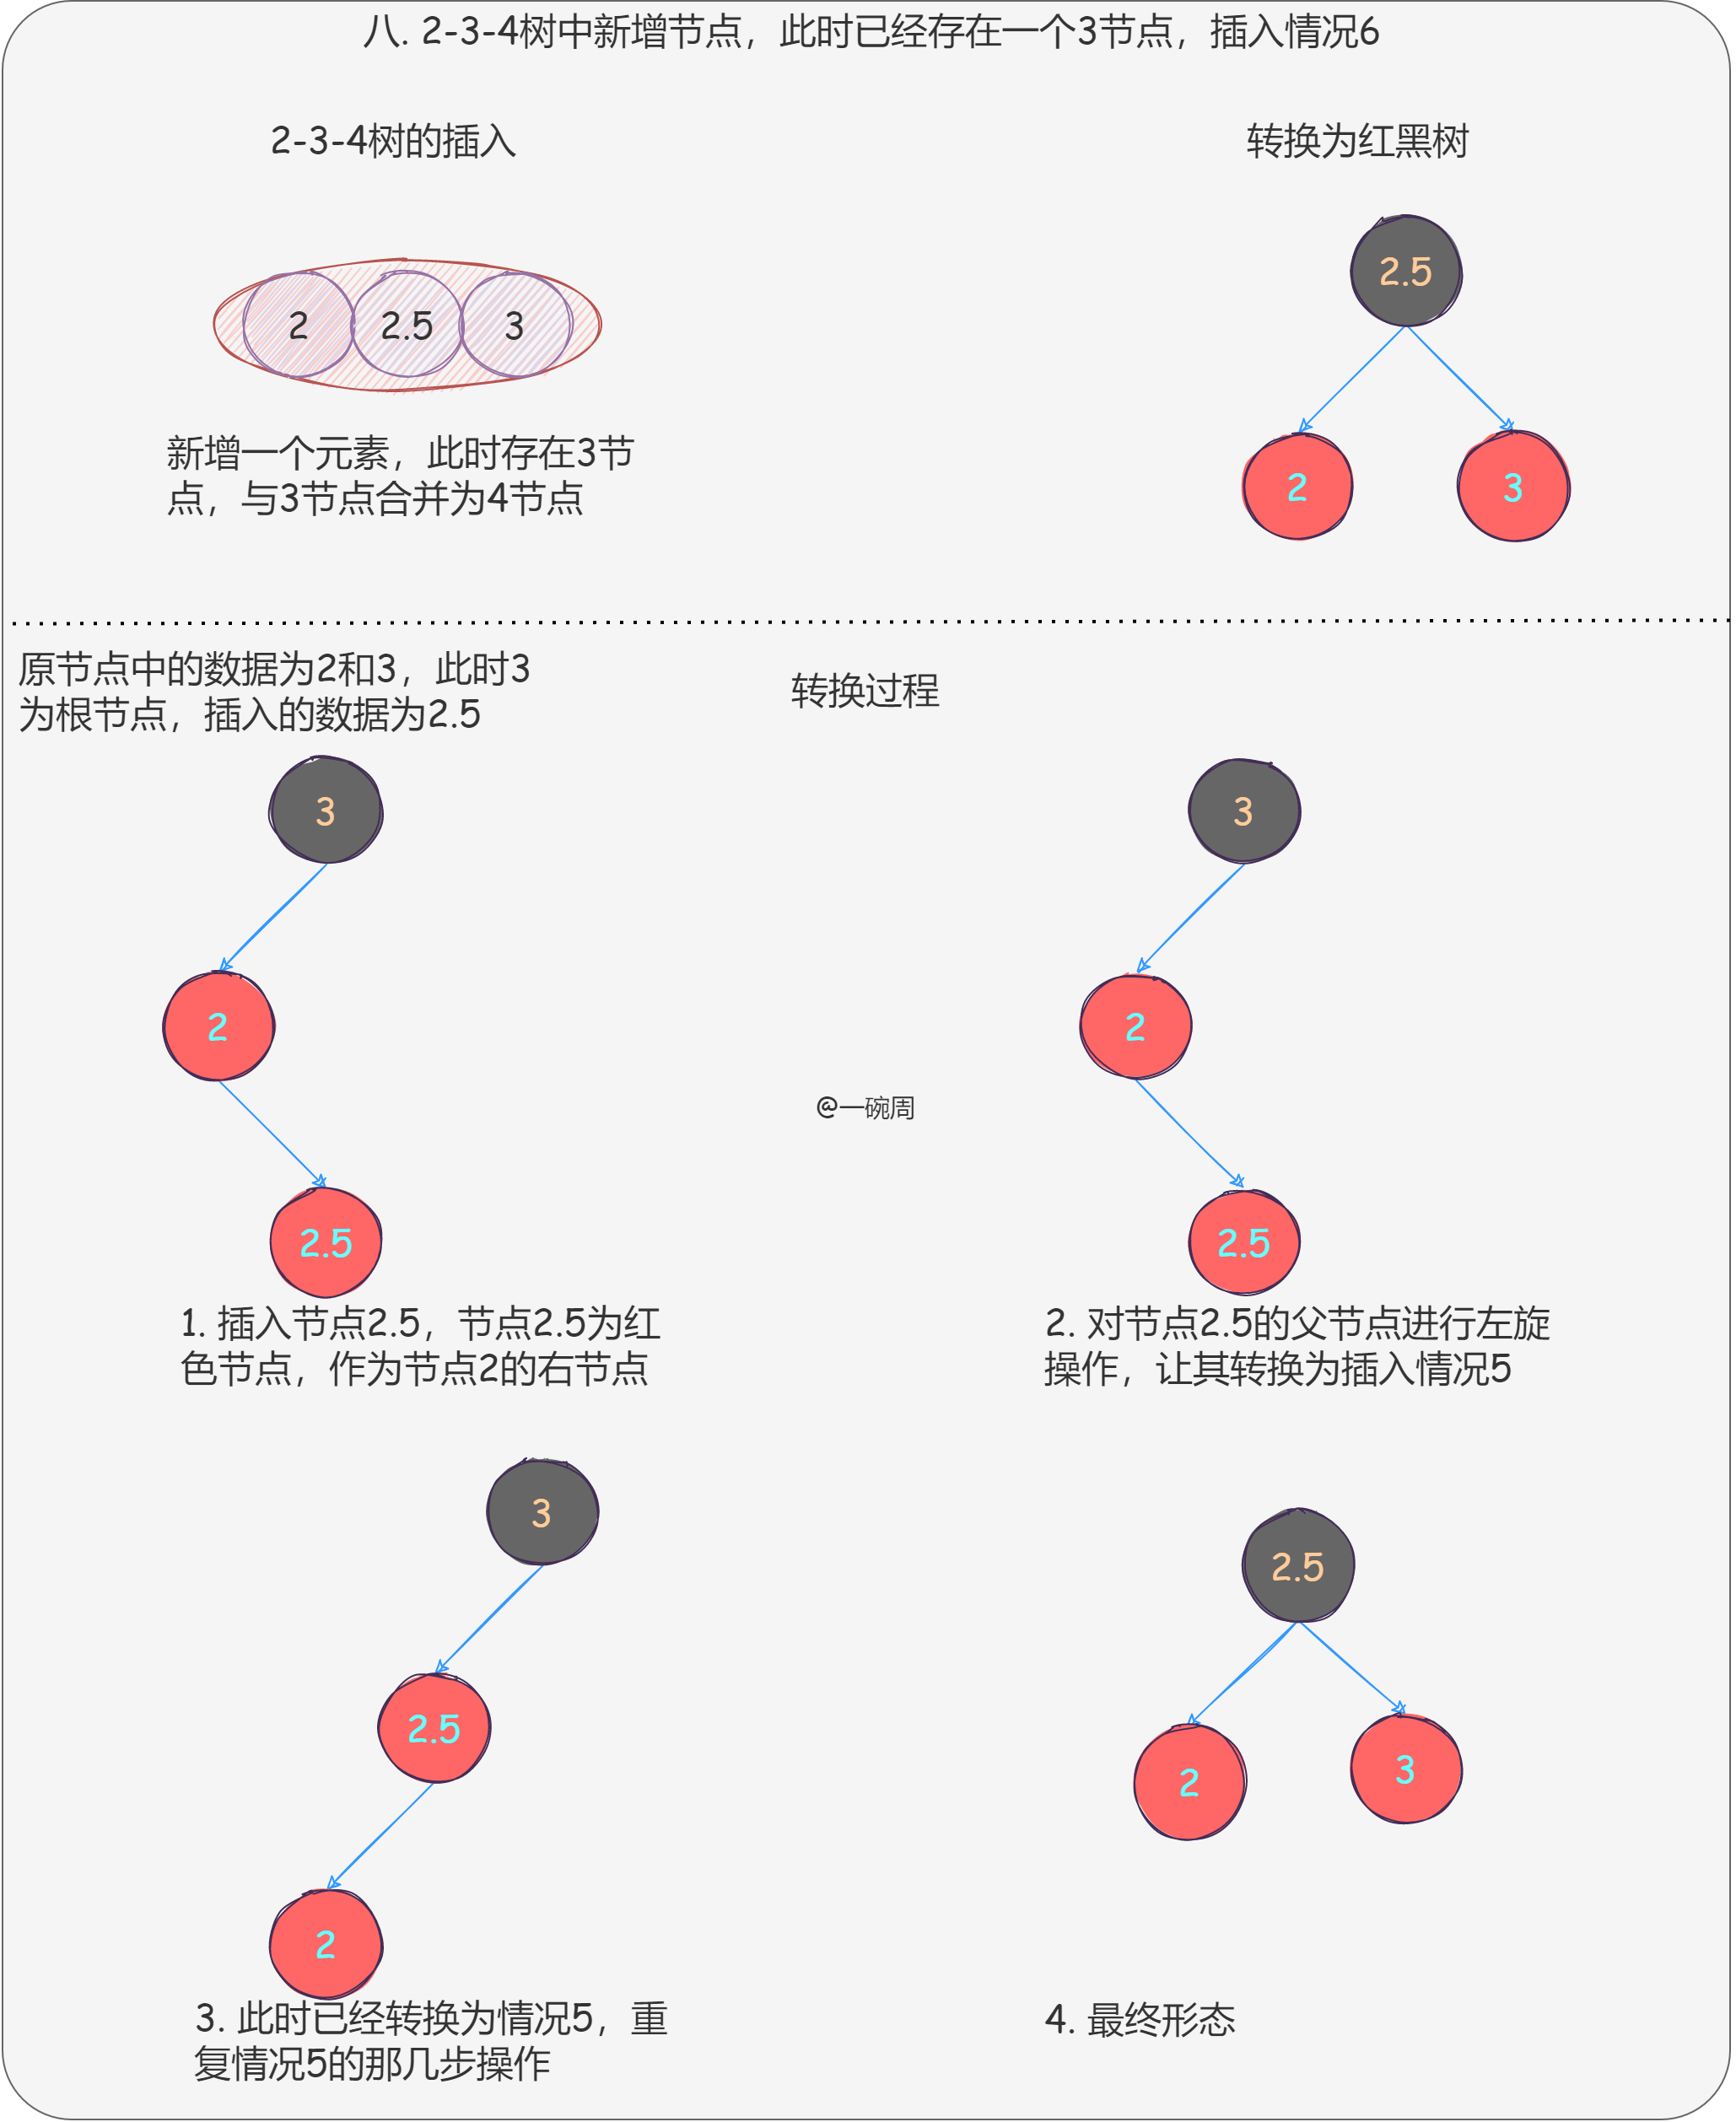 八. 2-3-4树中新增节点，此时已经存在一个3节点，插入情况6
2-3-4树的插入
转换为红黑树
2.5
2
2.5
3
2
3
新增一个元素，此时存在3节
点，与3节点合并为4节点
原节点中的数据为2和3，此时3
为根节点，插入的数据为2.5
转换过程
3
3
2
2
@一碗周
2.5
2.5
1. 插入节点2.5，节点2.5为红
色节点，作为节点2的右节点
2. 对节点2.5的父节点进行左旋
操作，让其转换为插入情况5
3
2.5
2
2.5
2
3
3. 此时已经转换为情况5，重
复情况5的那几步操作
4. 最终形态